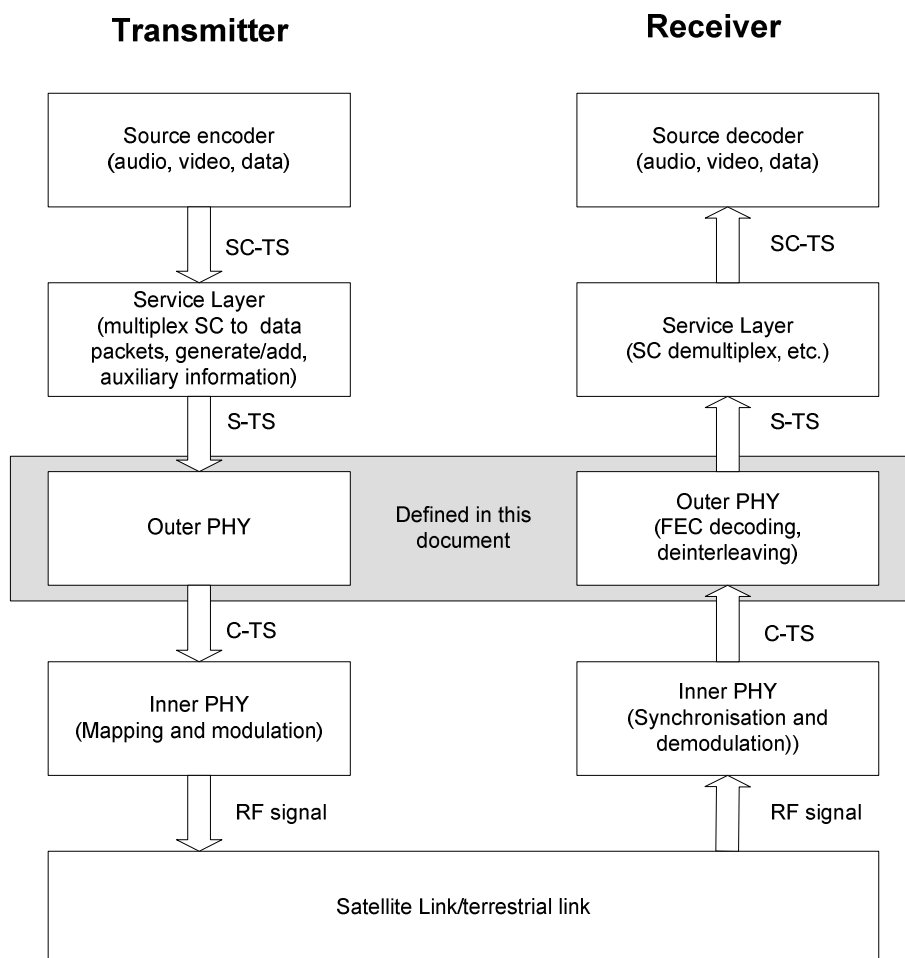 Transmitter
Receiver
Source encoder
(audio, video, data)
Source decoder
(audio, video, data)
SC-TS
SC-TS
Service Layer
(multiplex SC to data
packets, generate/add,
auxiliary information)
Service Layer
(SC demultiplex, etc.)
S-TS
S-TS
Outer PHY
Defined in this
document
Outer PHY
(FEC decoding,
deinterleaving)
C-TS
C-TS
Inner PHY
(Mapping and modulation)
Inner PHY
(Synchronisation and
demodulation))
RF signal
RF signal
Satellite Link/terrestrial link